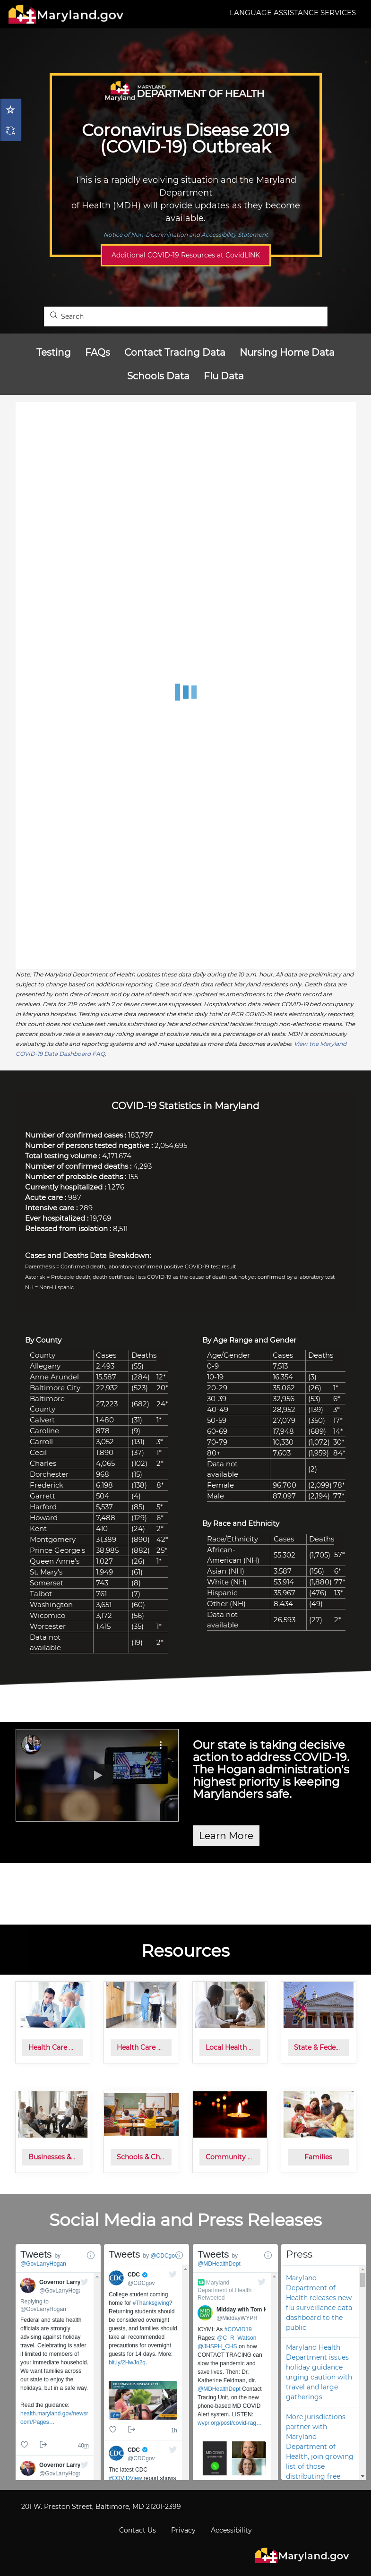 Maryland.gov
LANGUAGE ASSISTANCE SERVICES
Maryland
MARYLAND
DEPARTMENT OF HEALTH
Coronavirus Disease 2019
(COVID-19) Outbreak
This is a rapidly evolving situation and the Maryland
Department
of Health (MDH) will provide updates as they become
available.
Notice of Non-Discrimination and Accessibility Statement
Additional COVID-19 Resources at CovidLINK
Search
Testing FAQs Contact Tracing Data Nursing Home Data
Schools Data Flu Data
Note: The Maryland Department of Health updates these data daily during the 10 a.m. hour. All data are preliminary and
subject to change based on additional reporting. Case and death data reflect Maryland residents only. Death data are
presented by both date of report and by date of death and are updated as amendments to the death record are
received. Data for ZIP codes with 7 or fewer cases are suppressed. Hospitalization data reflect COVID-19 bed occupancy
in Maryland hospitals. Testing volume data represent the static daily total of PCR COVID-19 tests electronically reported;
this count does not include test results submitted by labs and other clinical facilities through non-electronic means. The
percent positive rate is a seven day rolling average of positive results as a percentage of all tests. MDH is continuously
evaluating its data and reporting systems and will make updates as more data becomes available. View the Maryland
COVID-19 Data Dashboard FAQ.
COVID-19 Statistics in Maryland
Number of confirmed cases : 183,797
Number of persons tested negative : 2,054,695
Total testing volume : 4,171,674
Number of confirmed deaths : 4,293
Number of probable deaths : 155
Currently hospitalized : 1,276
Acute care : 987
Intensive care : 289
Ever hospitalized : 19,769
Released from isolation : 8,511
Cases and Deaths Data Breakdown:
Parenthesis = Confirmed death, laboratory-confirmed positive COVID-19 test result
Asterisk = Probable death, death certificate lists COVID-19 as the cause of death but not yet confirmed by a laboratory test
NH = Non-Hispanic
By County
County Cases Deaths
Allegany 2,493 (55)
Anne Arundel 15,587 (284) 12*
Baltimore City 22,932 (523) 20*
Baltimore
County 27,223 (682) 24*
Calvert 1,480 (31) 1*
Caroline 878 (9)
Carroll 3,052 (131) 3*
Cecil 1,890 (37) 1*
Charles 4,065 (102) 2*
Dorchester 968 (15)
Frederick 6,198 (138) 8*
Garrett 504 (4)
Harford 5,537 (85) 5*
Howard 7,488 (129) 6*
Kent 410 (24) 2*
Montgomery 31,389 (890) 42*
Prince George's 38,985 (882) 25*
Queen Anne's 1,027 (26) 1*
St. Mary's 1,949 (61)
Somerset 743 (8)
Talbot 761 (7)
Washington 3,651 (60)
Wicomico 3,172 (56)
Worcester 1,415 (35) 1*
Data not
available (19) 2*
By Age Range and Gender
Age/Gender Cases Deaths
0-9 7,513
10-19 16,354 (3)
20-29 35,062 (26) 1*
30-39 32,956 (53) 6*
40-49 28,952 (139) 3*
50-59 27,079 (350) 17*
60-69 17,948 (689) 14*
70-79 10,330 (1,072) 30*
80+ 7,603 (1,959) 84*
Data not
available (2)
Female 96,700 (2,099) 78*
Male 87,097 (2,194) 77*
By Race and Ethnicity
Race/Ethnicity Cases Deaths
African-
American (NH) 55,302 (1,705) 57*
Asian (NH) 3,587 (156) 6*
White (NH) 53,914 (1,880) 77*
Hispanic 35,967 (476) 13*
Other (NH) 8,434 (49)
Data not
available 26,593 (27) 2*
Our state is taking decisive
action to address COVID-19.
The Hogan administration's
highest priority is keeping
Marylanders safe.
Learn More
Resources
Health Care ...
Health Care ...
Local Health ...
State & Fede...
Businesses &...
Schools & Ch...
Community ...
Families
Social Media and Press Releases
Tweets by
@GovLarryHogan
Governor Larry
@GovLarryHoga
Replying to
@GovLarryHogan
Federal and state health
officials are strongly
advising against holiday
travel. Celebrating is safer
if limited to members of
your immediate household.
We want families across
our state to enjoy the
holidays, but in a safe way.
Read the guidance:
health.maryland.gov/newsr
oom/Pages…
40m
Governor Larry
@GovLarryHoga
Tweets by @CDCgov
CDC
@CDCgov
College student coming
home for #Thanksgiving?
Returning students should
be considered overnight
guests, and families should
take all recommended
precautions for overnight
guests for 14 days. More:
bit.ly/2HwJo2q.
1h
CDC
@CDCgov
The latest CDC
#COVIDView report shows
Tweets by
@MDHealthDept
Maryland
Department of Health
Retweeted
Midday with Tom H
@MiddayWYPR
ICYMI: As #COVID19
Rages: @C_R_Watson
@JHSPH_CHS on how
CONTACT TRACING can
slow the pandemic and
save lives. Then: Dr.
Katherine Feldman, dir.
@MDHealthDept Contact
Tracing Unit, on the new
phone-based MD COVID
Alert system. LISTEN:
wypr.org/post/covid-rag…
MD COVID
Press
Maryland
Department of
Health releases new
flu surveillance data
dashboard to the
public
Maryland Health
Department issues
holiday guidance
urging caution with
travel and large
gatherings
More jurisdictions
partner with
Maryland
Department of
Health, join growing
list of those
distributing free
201 W. Preston Street, Baltimore, MD 21201-2399
Contact Us Privacy Accessibility
Maryland.gov